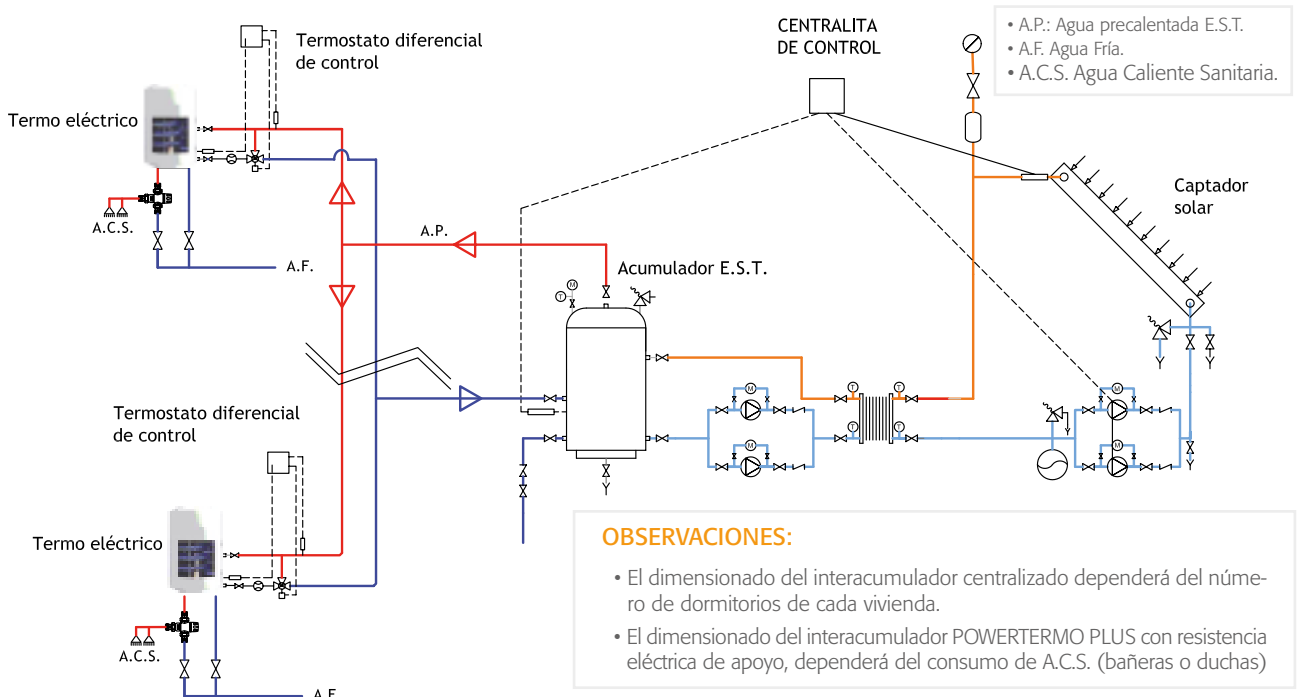 Termostato diferencial
de control
CENTRALITA
DE CONTROL
• A.P.: Agua precalentada E.S.T.
• A.F. Agua Fría.
• A.C.S. Agua Caliente Sanitaria.
Termo eléctrico
Captador
solar
A.C.S.
A.P.
A.F.
Acumulador E.S.T.
M
T
Termostato diferencial
de control
M
T
T
M
M
T
T
M
Termo eléctrico
A.C.S.
A.F.
OBSERVACIONES:
• El dimensionado del interacumulador centralizado dependerá del núme-
ro de dormitorios de cada vivienda.
• El dimensionado del interacumulador POWERTERMO PLUS con resistencia
eléctrica de apoyo, dependerá del consumo de A.C.S. (bañeras o duchas)